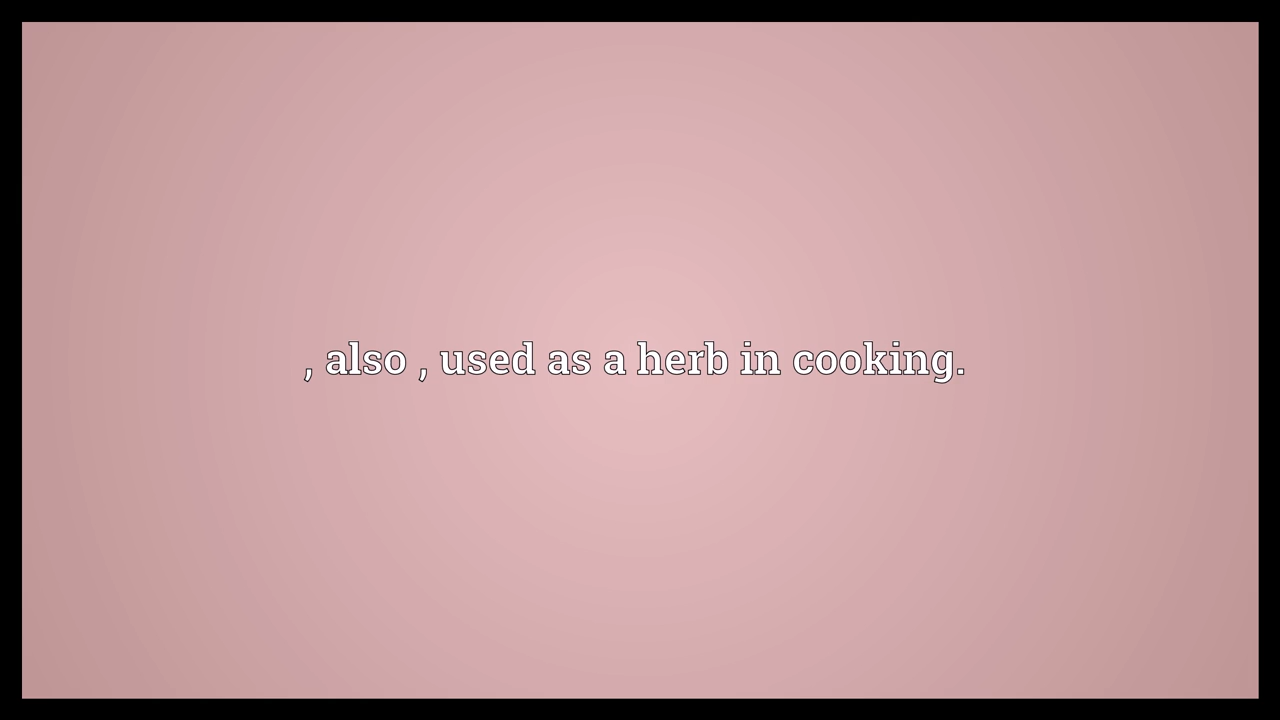 , also , used as a herb in cooking.